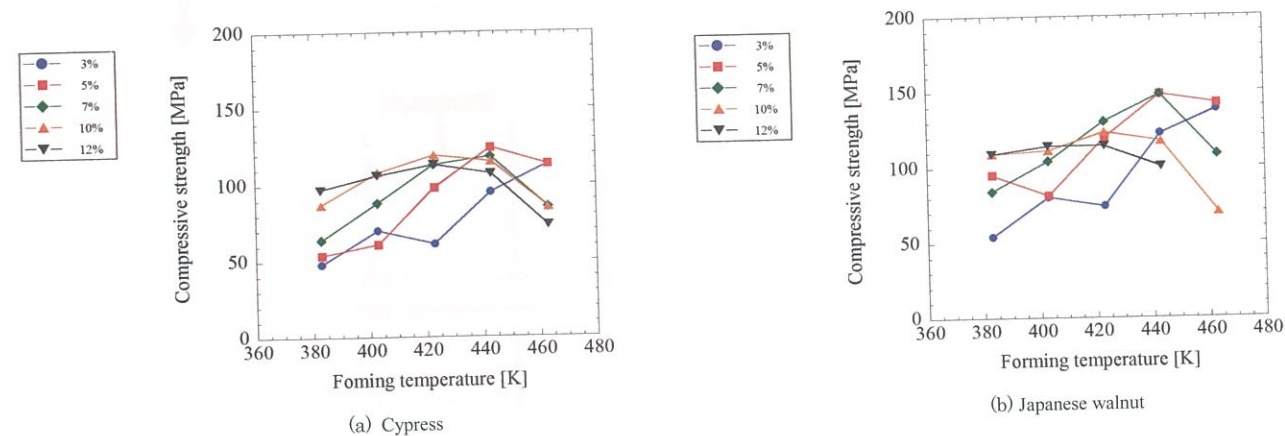 3%
5%
7%
10%
12%
Compressive strength [MPa]
200
150
100
50
0
360 400 420 440 460 480
Foming temperature [K]
(a) Cypress
3%
5%
7%
10%
12%
Compressive strength [MPa]
200
150
100
50
0
360 400 420 440 460 480
Forming temperature [K]
(b) Japanese walnut